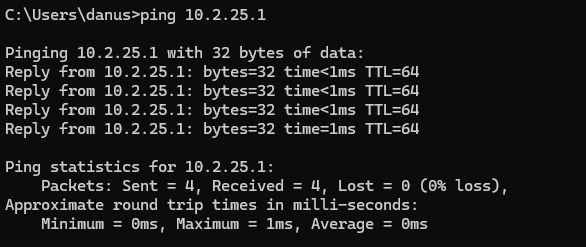 C:\Users\danus>ping 10.2.25.1
Pinging 10.2.25.1 with 32 bytes of data:
Reply from 10.2.25.1: bytes=32 time<1ms TTL=64
Reply from 10.2.25.1: bytes=32 time<1ms TTL=64
Reply from 10.2.25.1: bytes=32 time<1ms TTL=64
Reply from 10.2.25.1: bytes=32 time=1ms TTL=64
Ping statistics for 10.2.25.1:
    Packets: Sent = 4, Received = 4, Lost = 0 (0% loss),
Approximate round trip times in milli-seconds:
    Minimum = 0ms, Maximum = 1ms, Average = 0ms